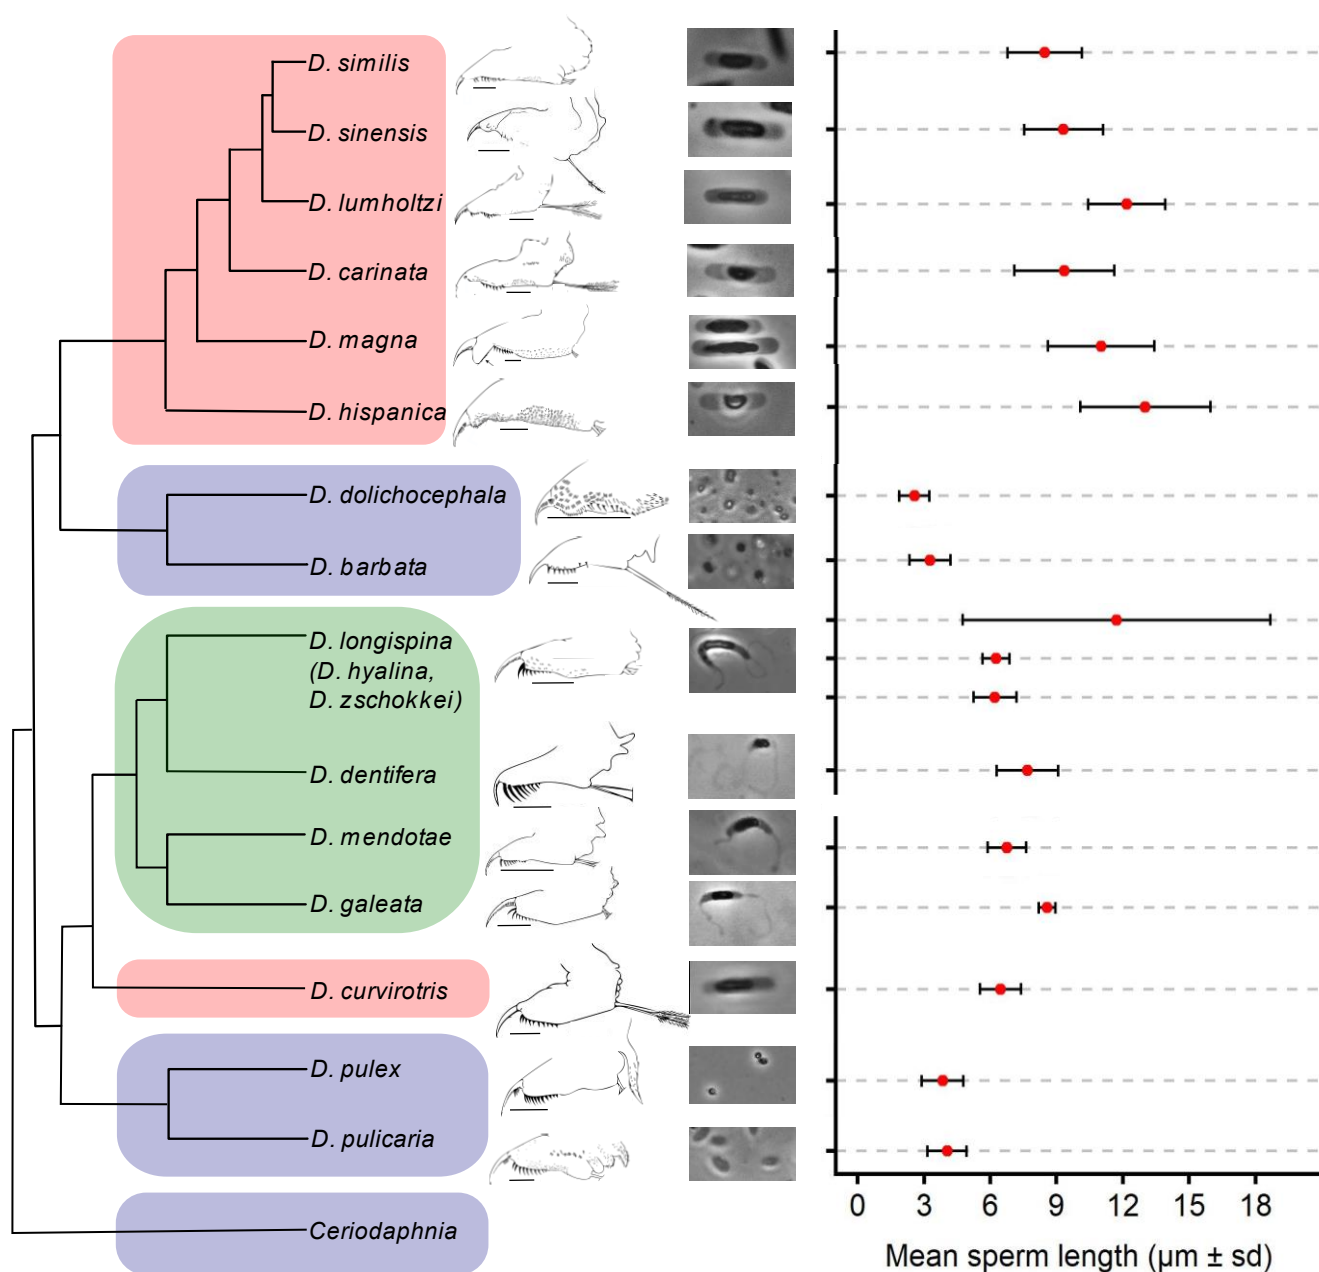 D. similis
D. sinensis
D. lumholtzi
D. carinata
D. magna
D. hispanica
D. dolichocephala
D. barbata
D. longispina
(D. hyalina,
D. zschokkei)
D. dentifera
D. mendotae
D. galeata
D. curvirotris
D. pulex
D. pulicaria
Ceriodaphnia
0 3 6 9 12 15 18
Mean sperm length (µm ± sd)